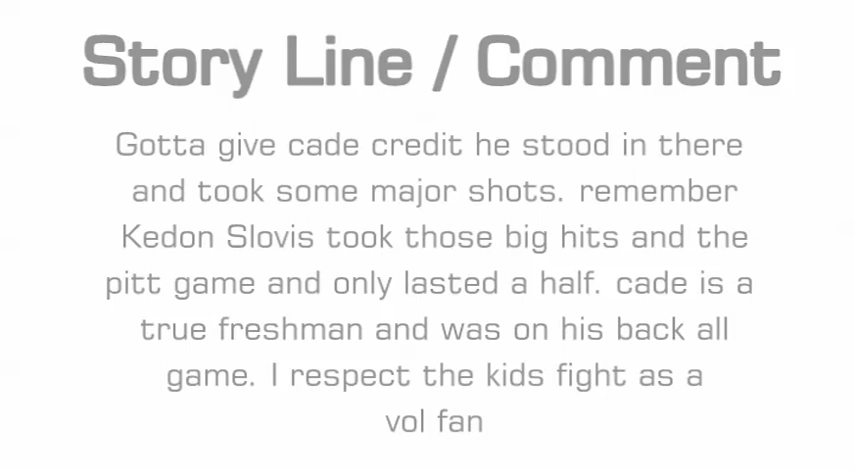 Story Line / Comment
Gotta give cade credit he stood in there
and took some major shots. remember
Kedon Slovis took those big hits and the
pitt game and only lasted a half. cade is a
true freshman and was on his back all
game. I respect the kids fight as a
vol fan